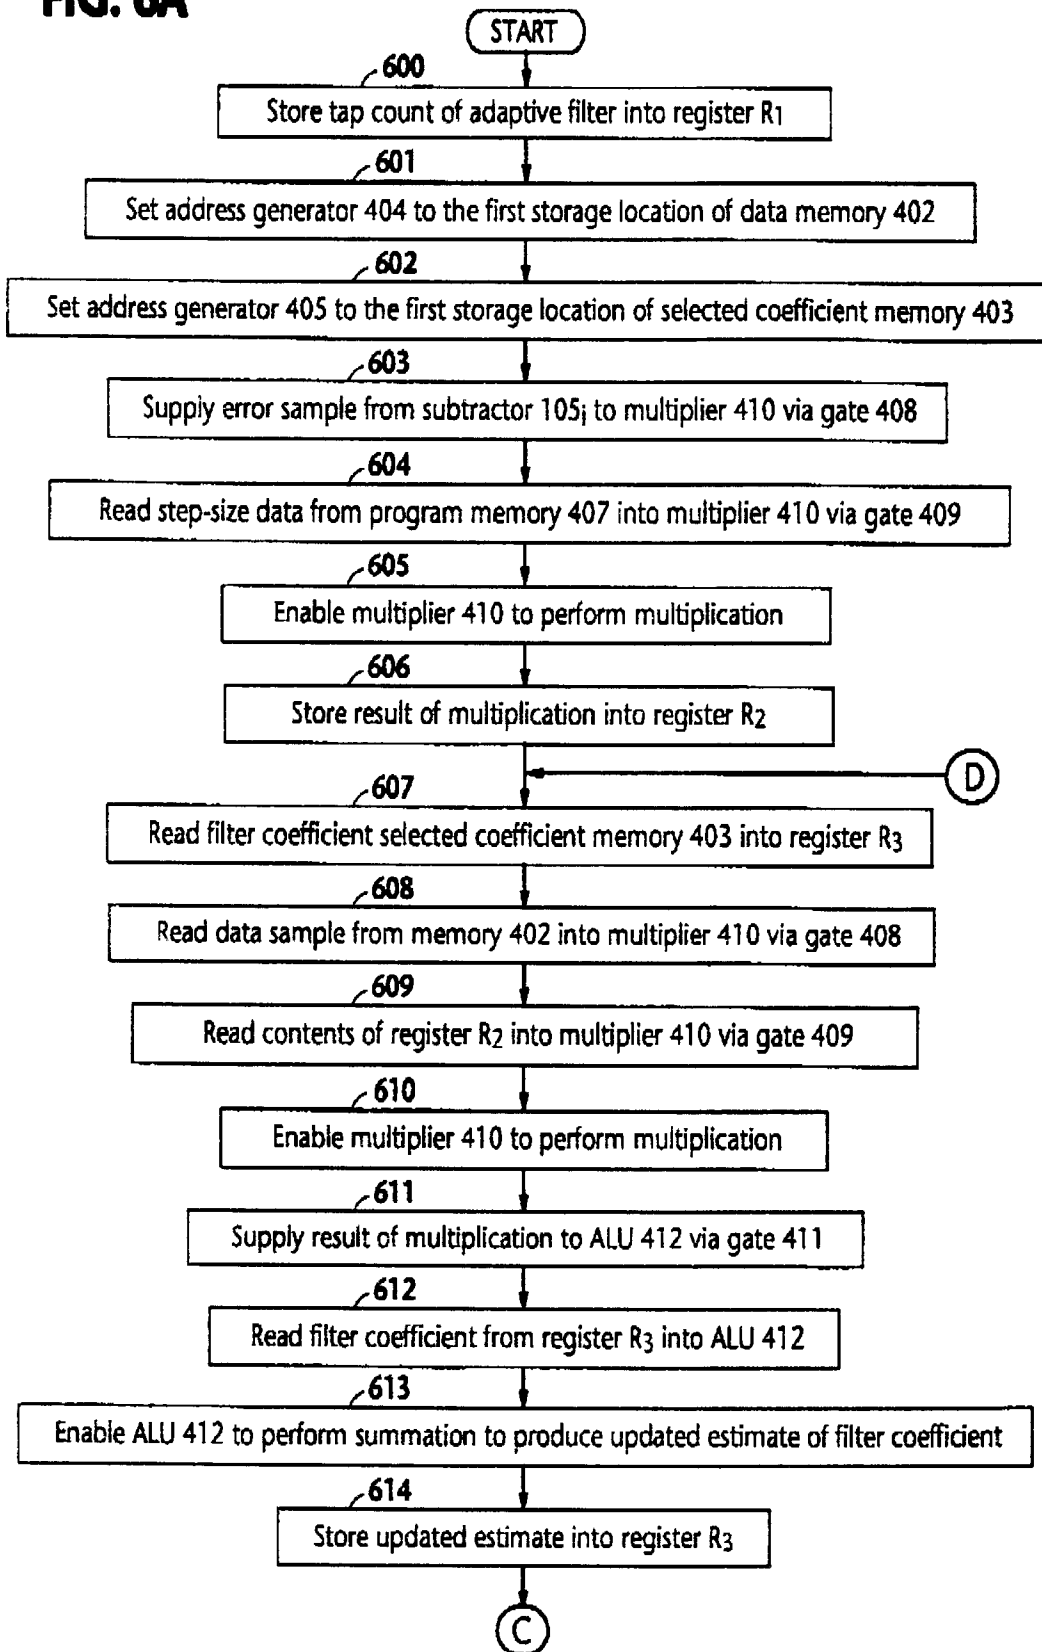 FIG. 6A
START
600
Store tap count of adaptive filter into register R1
601
Set address generator 404 to the first storage location of data memory 402
602
Set address generator 405 to the first storage location of selected coefficient memory 403
603
Supply error sample from subtractor 105j to multiplier 410 via gate 408
604
Read step-size data from program memory 407 into multiplier 410 via gate 409
605
Enable multiplier 410 to perform multiplication
606
Store result of multiplication into register R2
D
607
Read filter coefficient selected coefficient memory 403 into register R3
608
Read data sample from memory 402 into multiplier 410 via gate 408
609
Read contents of register R2 into multiplier 410 via gate 409
610
Enable multiplier 410 to perform multiplication
611
Supply result of multiplication to ALU 412 via gate 411
612
Read filter coefficient from register R3 into ALU 412
613
Enable ALU 412 to perform summation to produce updated estimate of filter coefficient
614
Store updated estimate into register R3
C